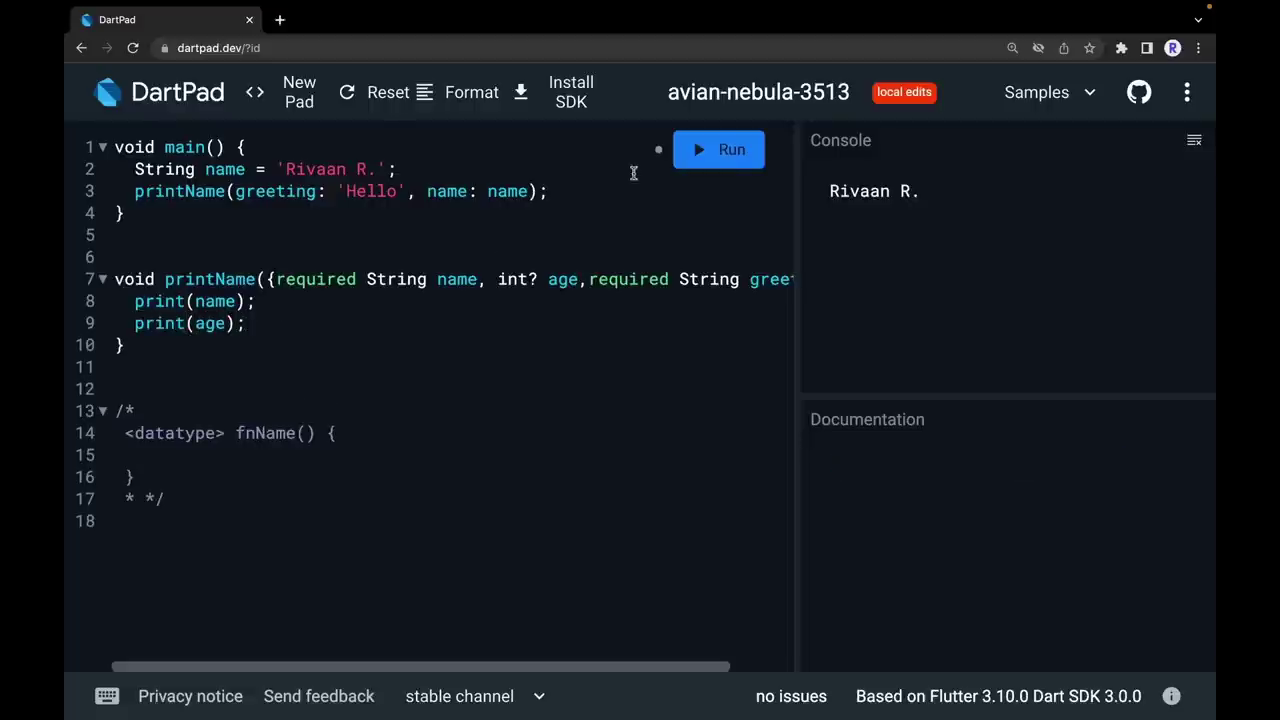 DartPad
dartpad.dev/?id
R
DartPad
New Pad
Reset
Format
Install SDK
avian-nebula-3513
local edits
Samples
1 void main() {
2 String name = 'Rivaan R.';
3 printName(greeting: 'Hello', name: name);
4 }
5
6
7 void printName({required String name, int? age,required String greet
8 print(name);
9 print(age);
10 }
11
12
13 /*
14 <datatype> fnName() {
15
16 }
17 * */
18
Run
Console
Rivaan R.
Documentation
Privacy notice
Send feedback
stable channel
no issues
Based on Flutter 3.10.0 Dart SDK 3.0.0